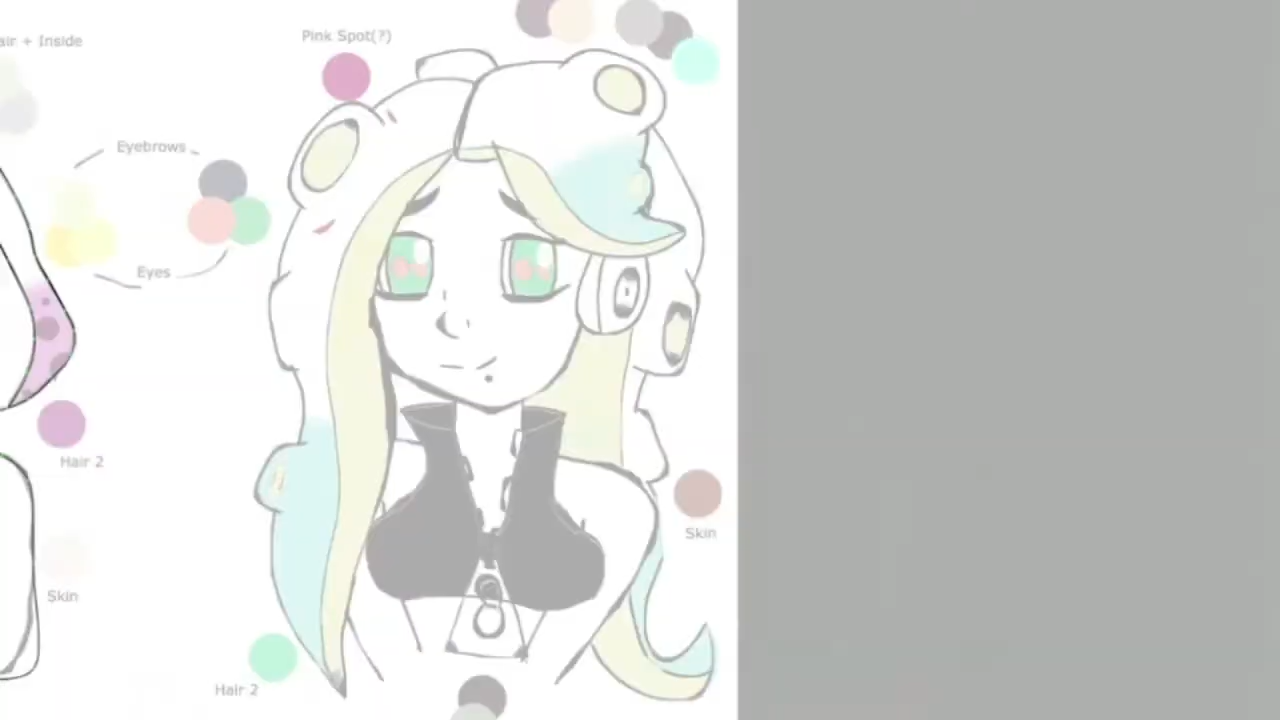 Pink Spot(?)
air + Inside
Eyebrows
Eyes
Hair 2
Skin
Skin
Hair 2